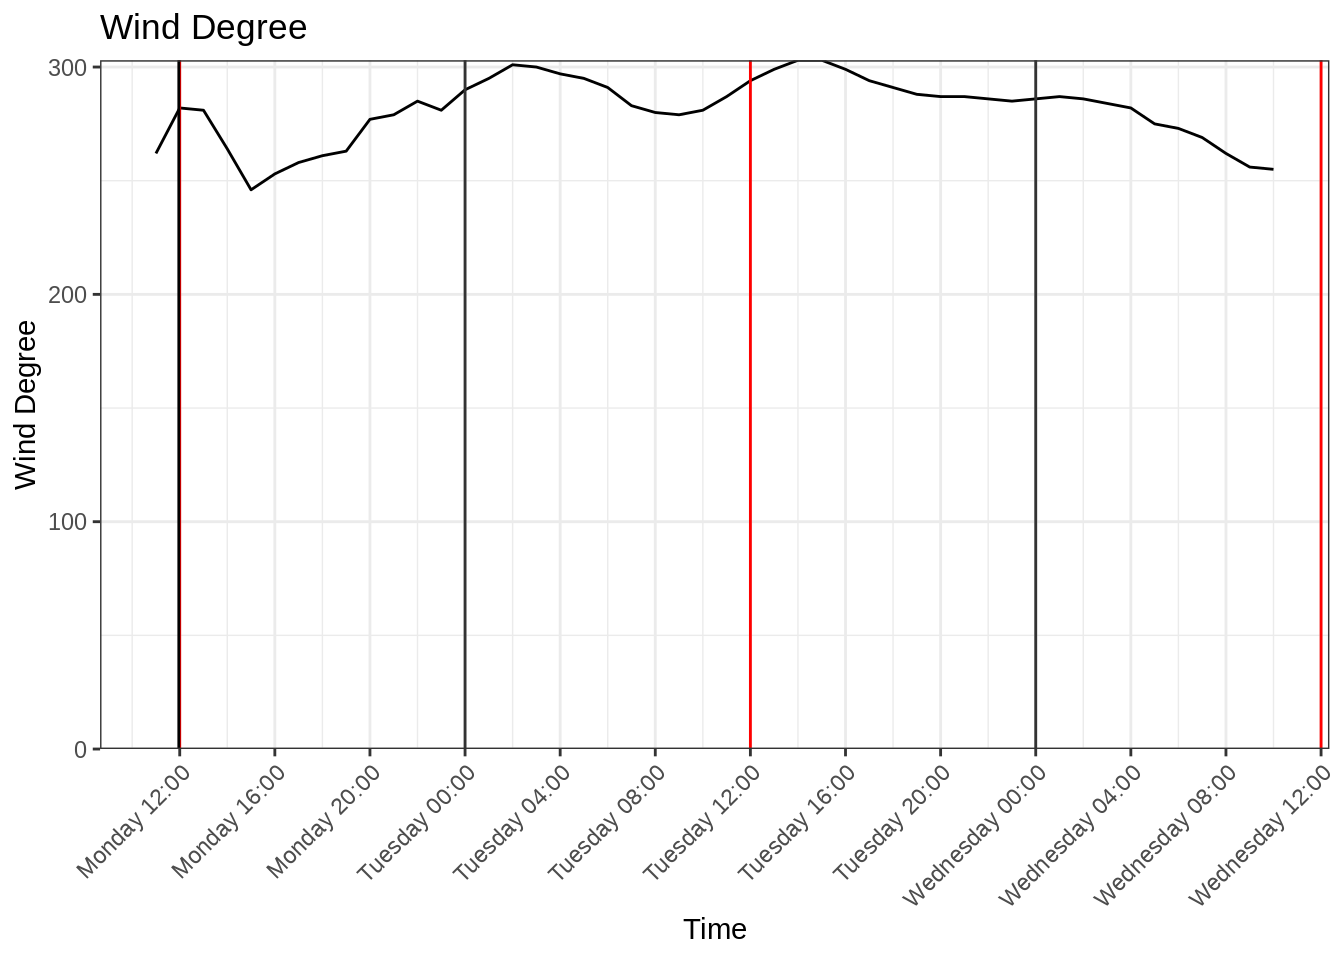 Wind Degree
Wind Degree
300
200
100
0
Monday 12:00
Monday 16:00
Monday 20:00
Tuesday 00:00
Tuesday 04:00
Tuesday 08:00
Tuesday 12:00
Tuesday 16:00
Tuesday 20:00
Wednesday 00:00
Wednesday 04:00
Wednesday 08:00
Wednesday 12:00
Time